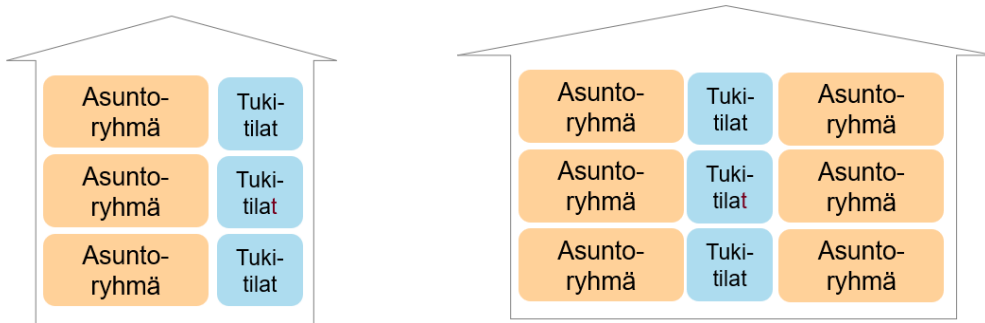 Asunto-
ryhmä
Tuki-
tilat
Asunto-
ryhmä
Tuki-
tilat
Asunto-
ryhmä
Tuki-
tilat
Asunto-
ryhmä
Tuki-
tilat
Asunto-
ryhmä
Asunto-
ryhmä
Tuki-
tilat
Asunto-
ryhmä
Asunto-
ryhmä
Tuki-
tilat
Asunto-
ryhmä